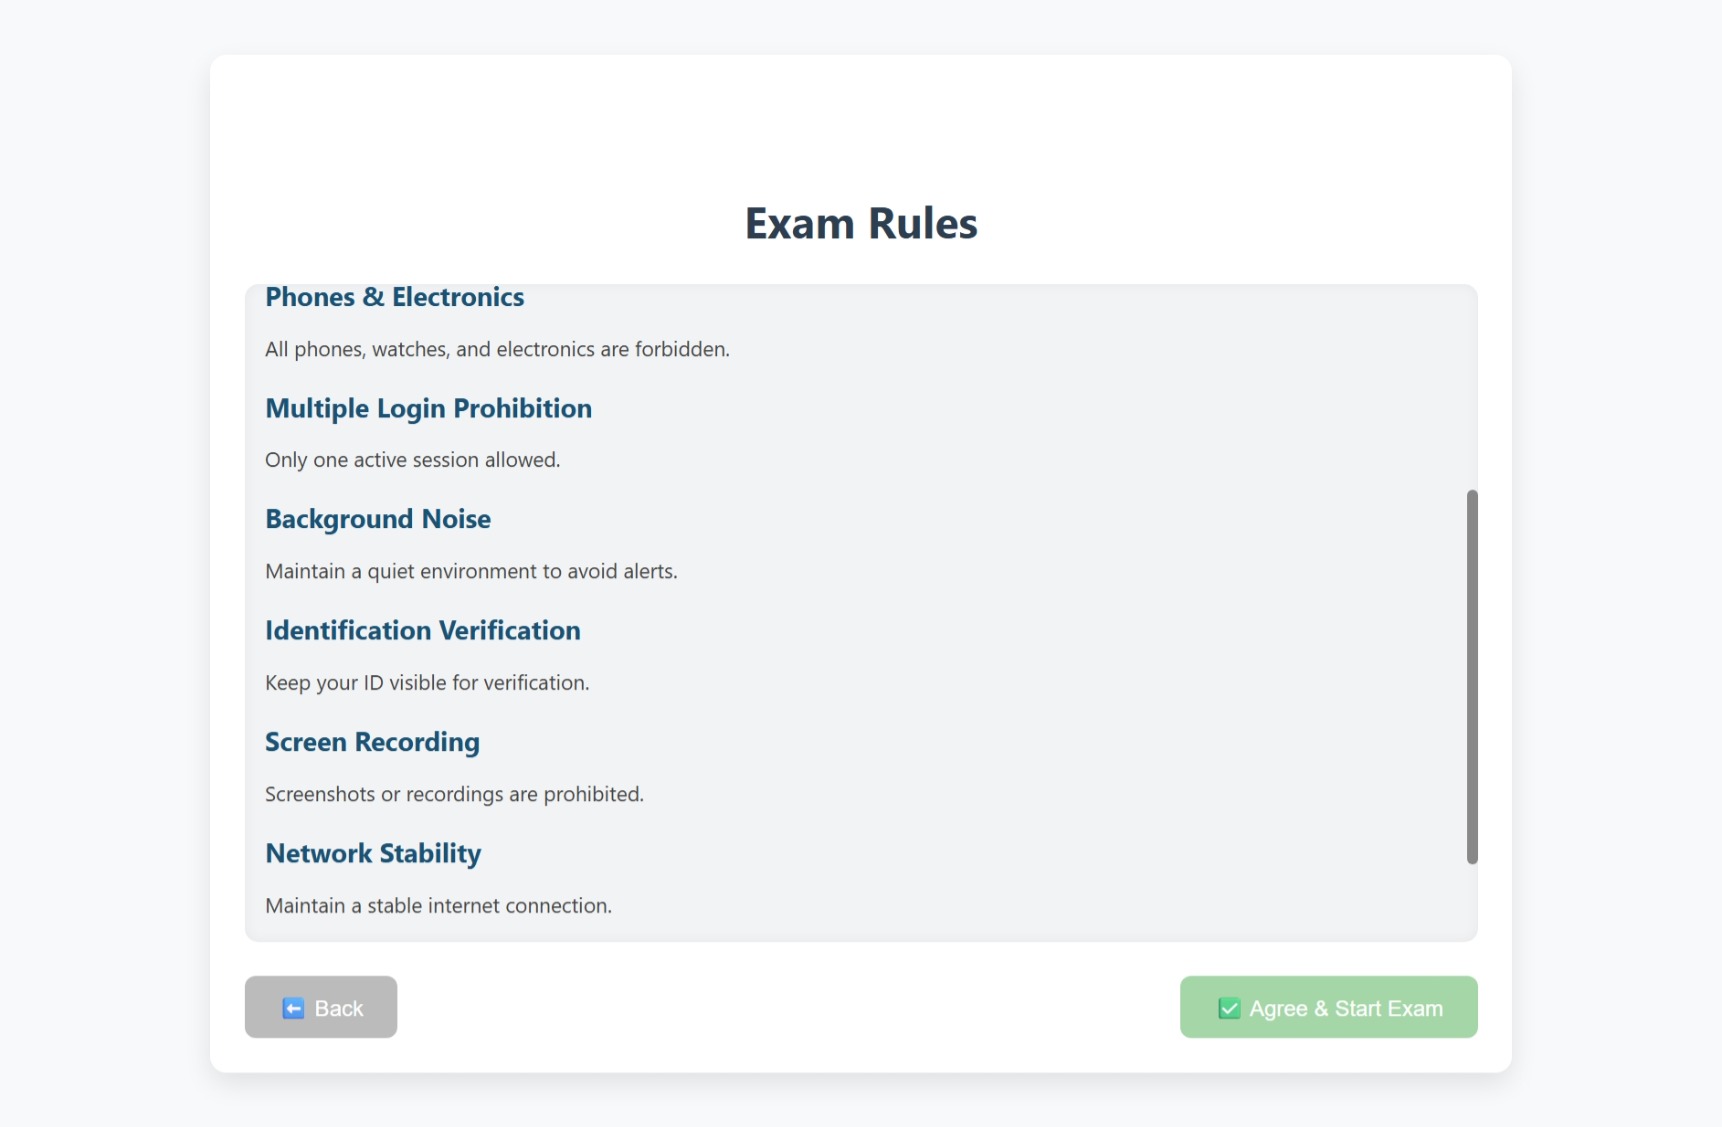 Exam Rules
Phones & Electronics
All phones, watches, and electronics are forbidden.
Multiple Login Prohibition
Only one active session allowed.
Background Noise
Maintain a quiet environment to avoid alerts.
Identification Verification
Keep your ID visible for verification.
Screen Recording
Screenshots or recordings are prohibited.
Network Stability
Maintain a stable internet connection.
Back
Agree & Start Exam